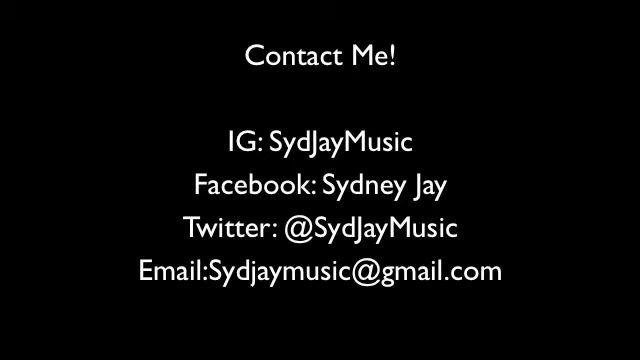 Contact Me!
IG: SydJayMusic
Facebook: Sydney Jay
Twitter: @SydJayMusic
Email:Sydjaymusic@gmail.com